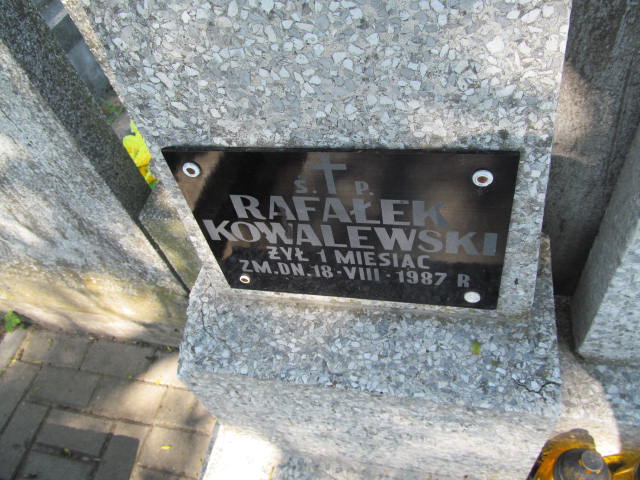 Ś. P.
RAFAŁEK
KOWALEWSKI
ŻYŁ 1 MIESIĄC
ZM. DN. 18-VIII-1987 R